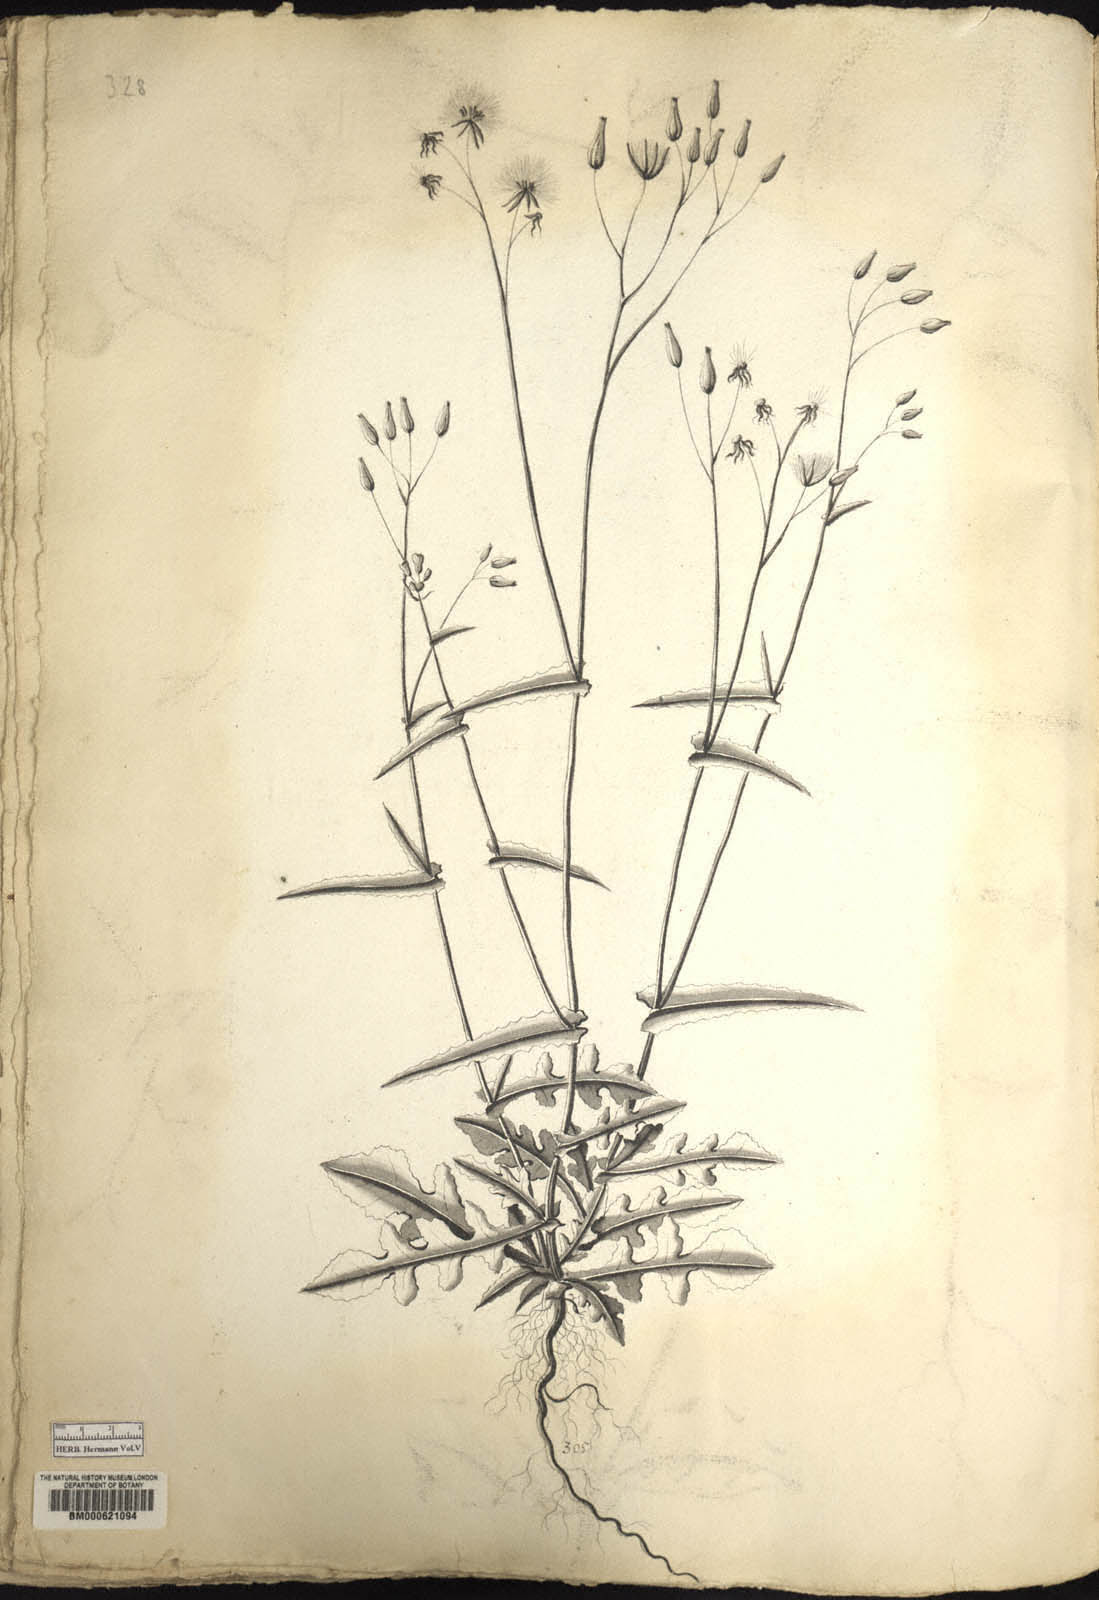 328
305
HERB. Hermann Vol.V
THE NATURAL HISTORY MUSEUM, LONDON
DEPARTMENT OF BOTANY
BM000621094